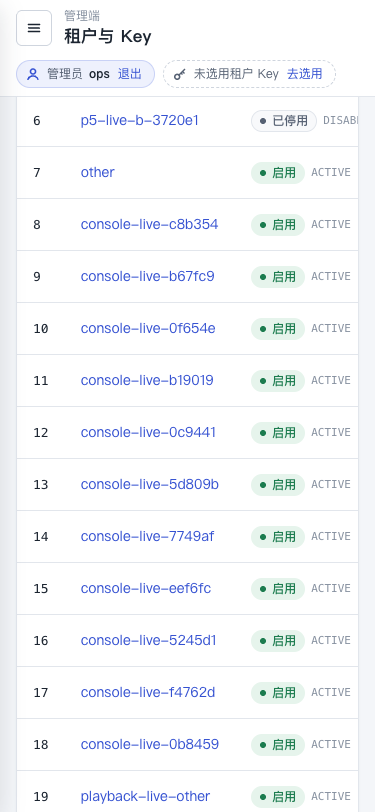 管理端
租户与 Key
管理员 ops 退出
未选用租户 Key 去选用
6 p5-live-b-3720e1 已停用 DISAB
7 other 启用 ACTIVE
8 console-live-c8b354 启用 ACTIVE
9 console-live-b67fc9 启用 ACTIVE
10 console-live-0f654e 启用 ACTIVE
11 console-live-b19019 启用 ACTIVE
12 console-live-0c9441 启用 ACTIVE
13 console-live-5d809b 启用 ACTIVE
14 console-live-7749af 启用 ACTIVE
15 console-live-eef6fc 启用 ACTIVE
16 console-live-5245d1 启用 ACTIVE
17 console-live-f4762d 启用 ACTIVE
18 console-live-0b8459 启用 ACTIVE
19 playback-live-other 启用 ACTIVE